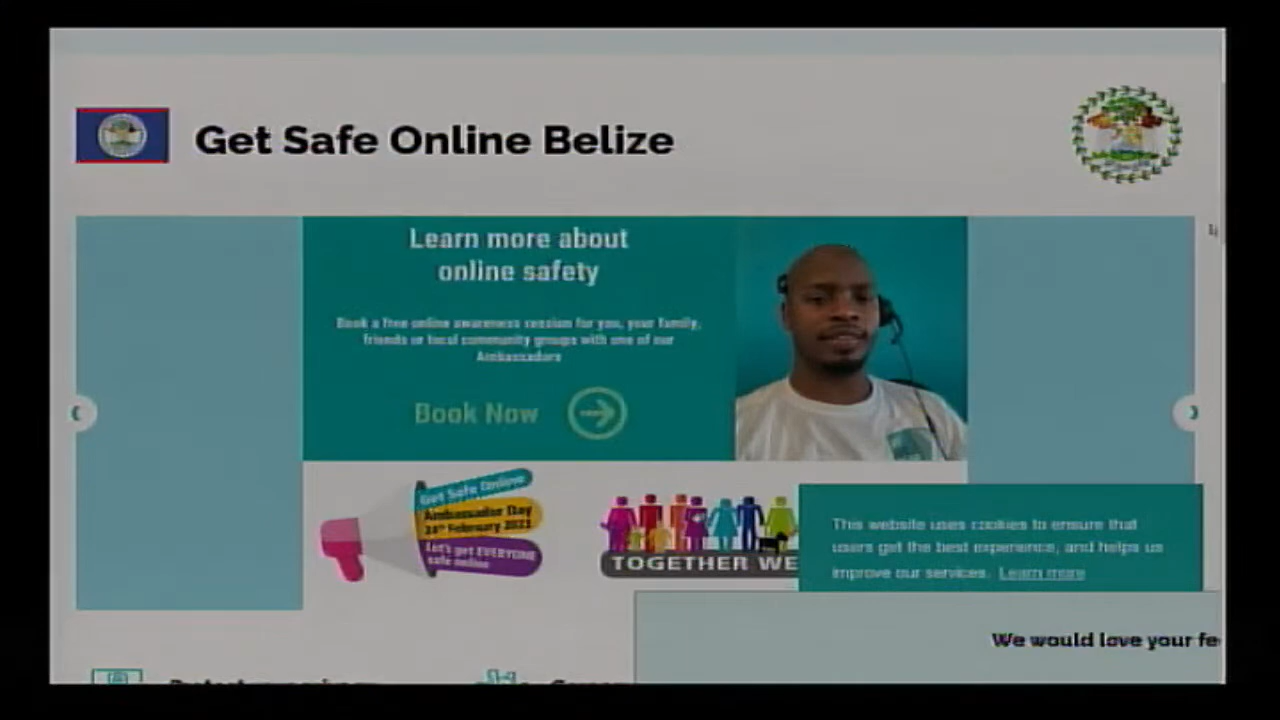 Get Safe Online Belize
Learn more about
online safety
Book a free online awareness session for you, your family,
friends or local community groups with one of our
Ambassadors
Book Now
Get Safe Online
Ambassador Day
Let's get EVERYONE
safe online
TOGETHER WE
This website uses cookies to ensure that
users get the best experience, and helps us
improve our services. Learn more
We would love your fe